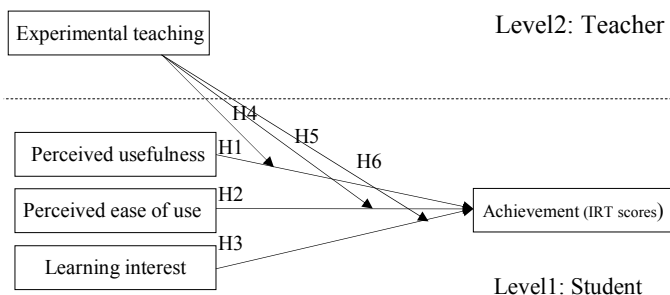 Level2: Teacher
Experimental teaching
H4
H5
H1
H6
Perceived usefulness
H2
Perceived ease of use
Achievement (IRT scores)
H3
Learning interest
Level1: Student